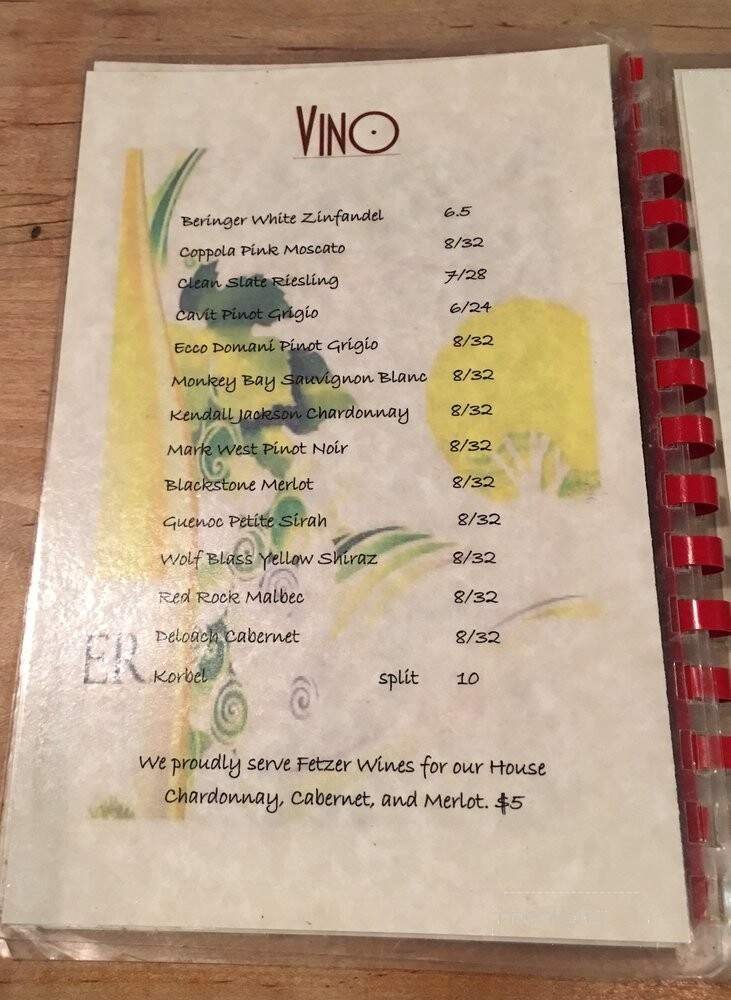 VINO
Beringer White Zinfandel 6.5
Coppola Pink Moscato 8/32
Clean Slate Riesling 7/28
Cavit Pinot Grigio 6/24
Ecco Domani Pinot Grigio 8/32
Monkey Bay Sauvignon Blanc 8/32
Kendall Jackson Chardonnay 8/32
Mark West Pinot Noir 8/32
Blackstone Merlot 8/32
Guenoc Petite Sirah 8/32
Wolf Blass Yellow Shiraz 8/32
Red Rock Malbec 8/32
Deloach Cabernet 8/32
ER
Korbel split 10
We proudly serve Fetzer Wines for our House
Chardonnay, Cabernet, and Merlot. $5